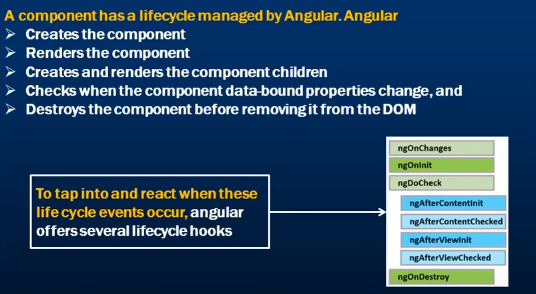 A component has a lifecycle managed by Angular. Angular
Creates the component
Renders the component
Creates and renders the component children
Checks when the component data-bound properties change, and
Destroys the component before removing it from the DOM
To tap into and react when these
life cycle events occur, angular
offers several lifecycle hooks
ngOnChanges
ngOnInit
ngDoCheck
ngAfterContentInit
ngAfterContentChecked
ngAfterViewInit
ngAfterViewChecked
ngOnDestroy